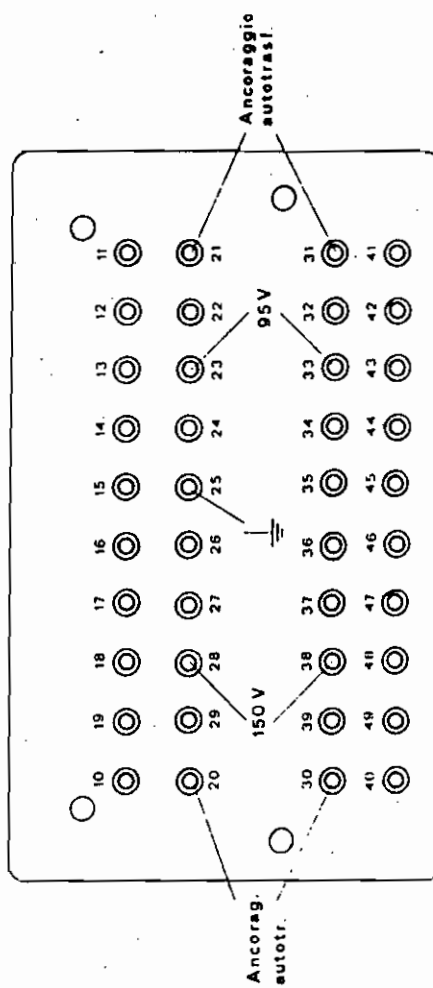 10 19 18 17 16 15 14 13 12 11
20 29 28 27 26 25 24 23 22 21
Ancorag.
autotr.
150 V
95 V
Ancoraggio
autotrasf.
30 39 38 37 36 35 34 33 32 31
40 49 48 47 46 45 44 43 42 41